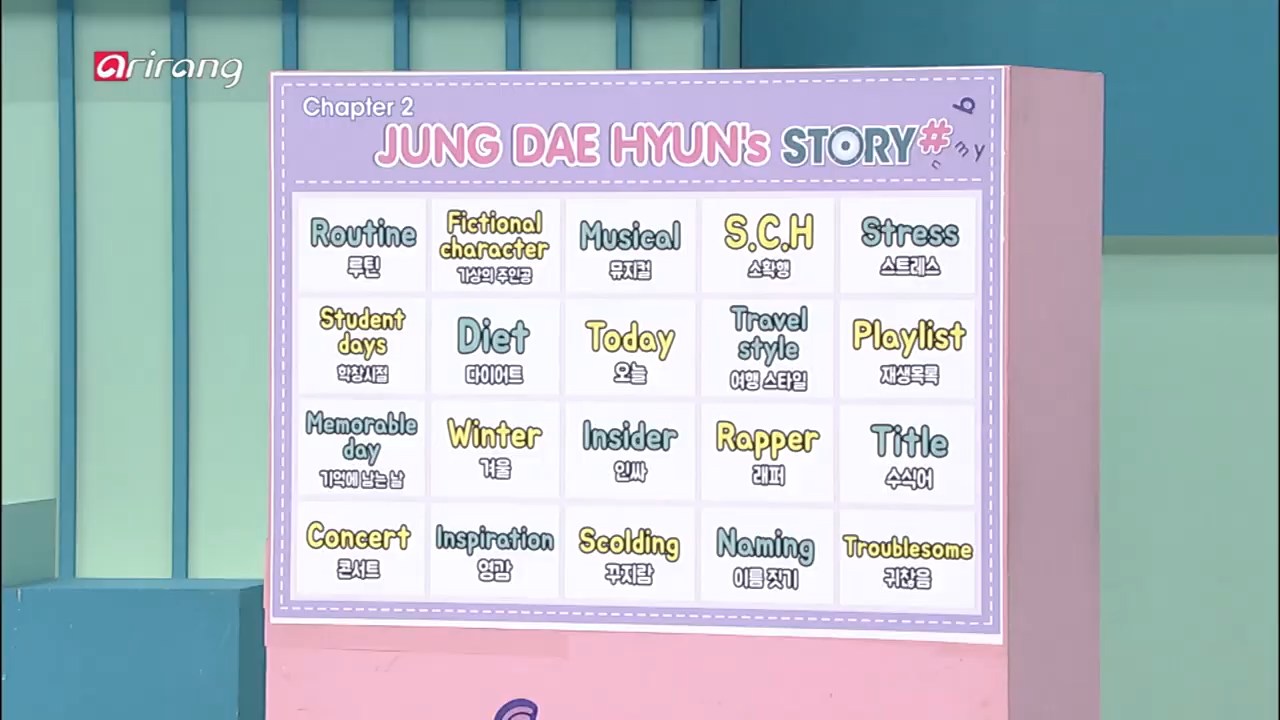 arirang
Chapter 2
JUNG DAE HYUN's STORY#
b
n m y
Routine
루틴
Fictional
character
가상의 주인공
Musical
뮤지컬
S.C.H
소확행
Stress
스트레스
Student
days
학창시절
Diet
다이어트
Today
오늘
Travel
style
여행 스타일
Playlist
재생목록
Memorable
day
기억에 남는 날
Winter
겨울
Insider
인싸
Rapper
래퍼
Title
수식어
Concert
콘서트
Inspiration
영감
Scolding
꾸지람
Naming
이름 짓기
Troublesome
귀찮음